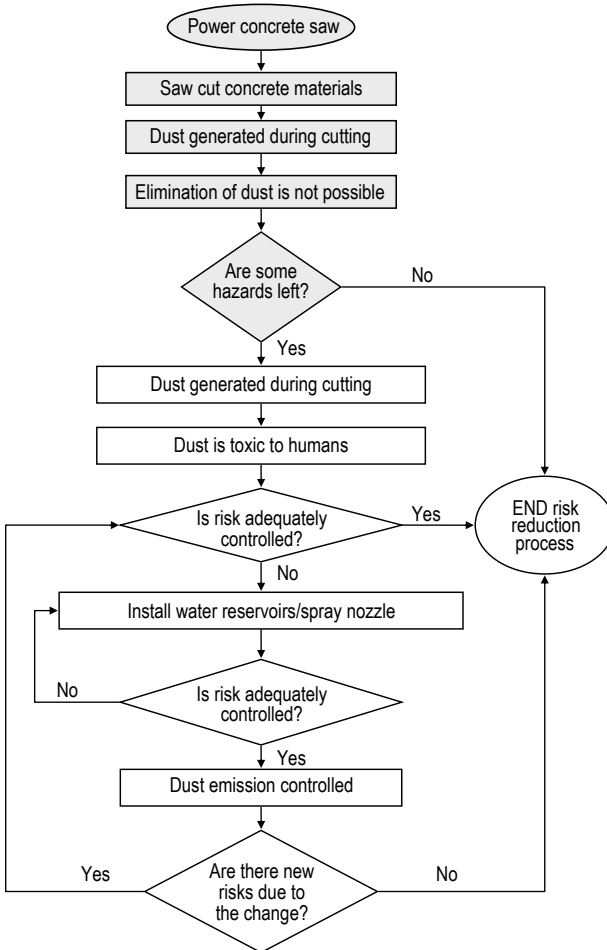 Power concrete saw
Saw cut concrete materials
Dust generated during cutting
Elimination of dust is not possible
Are some
hazards left?
No
Yes
Dust generated during cutting
Dust is toxic to humans
Is risk adequately
controlled?
Yes
END risk
reduction
process
No
Install water reservoirs/spray nozzle
No
Is risk adequately
controlled?
Yes
Dust emission controlled
Yes
Are there new
risks due to
the change?
No